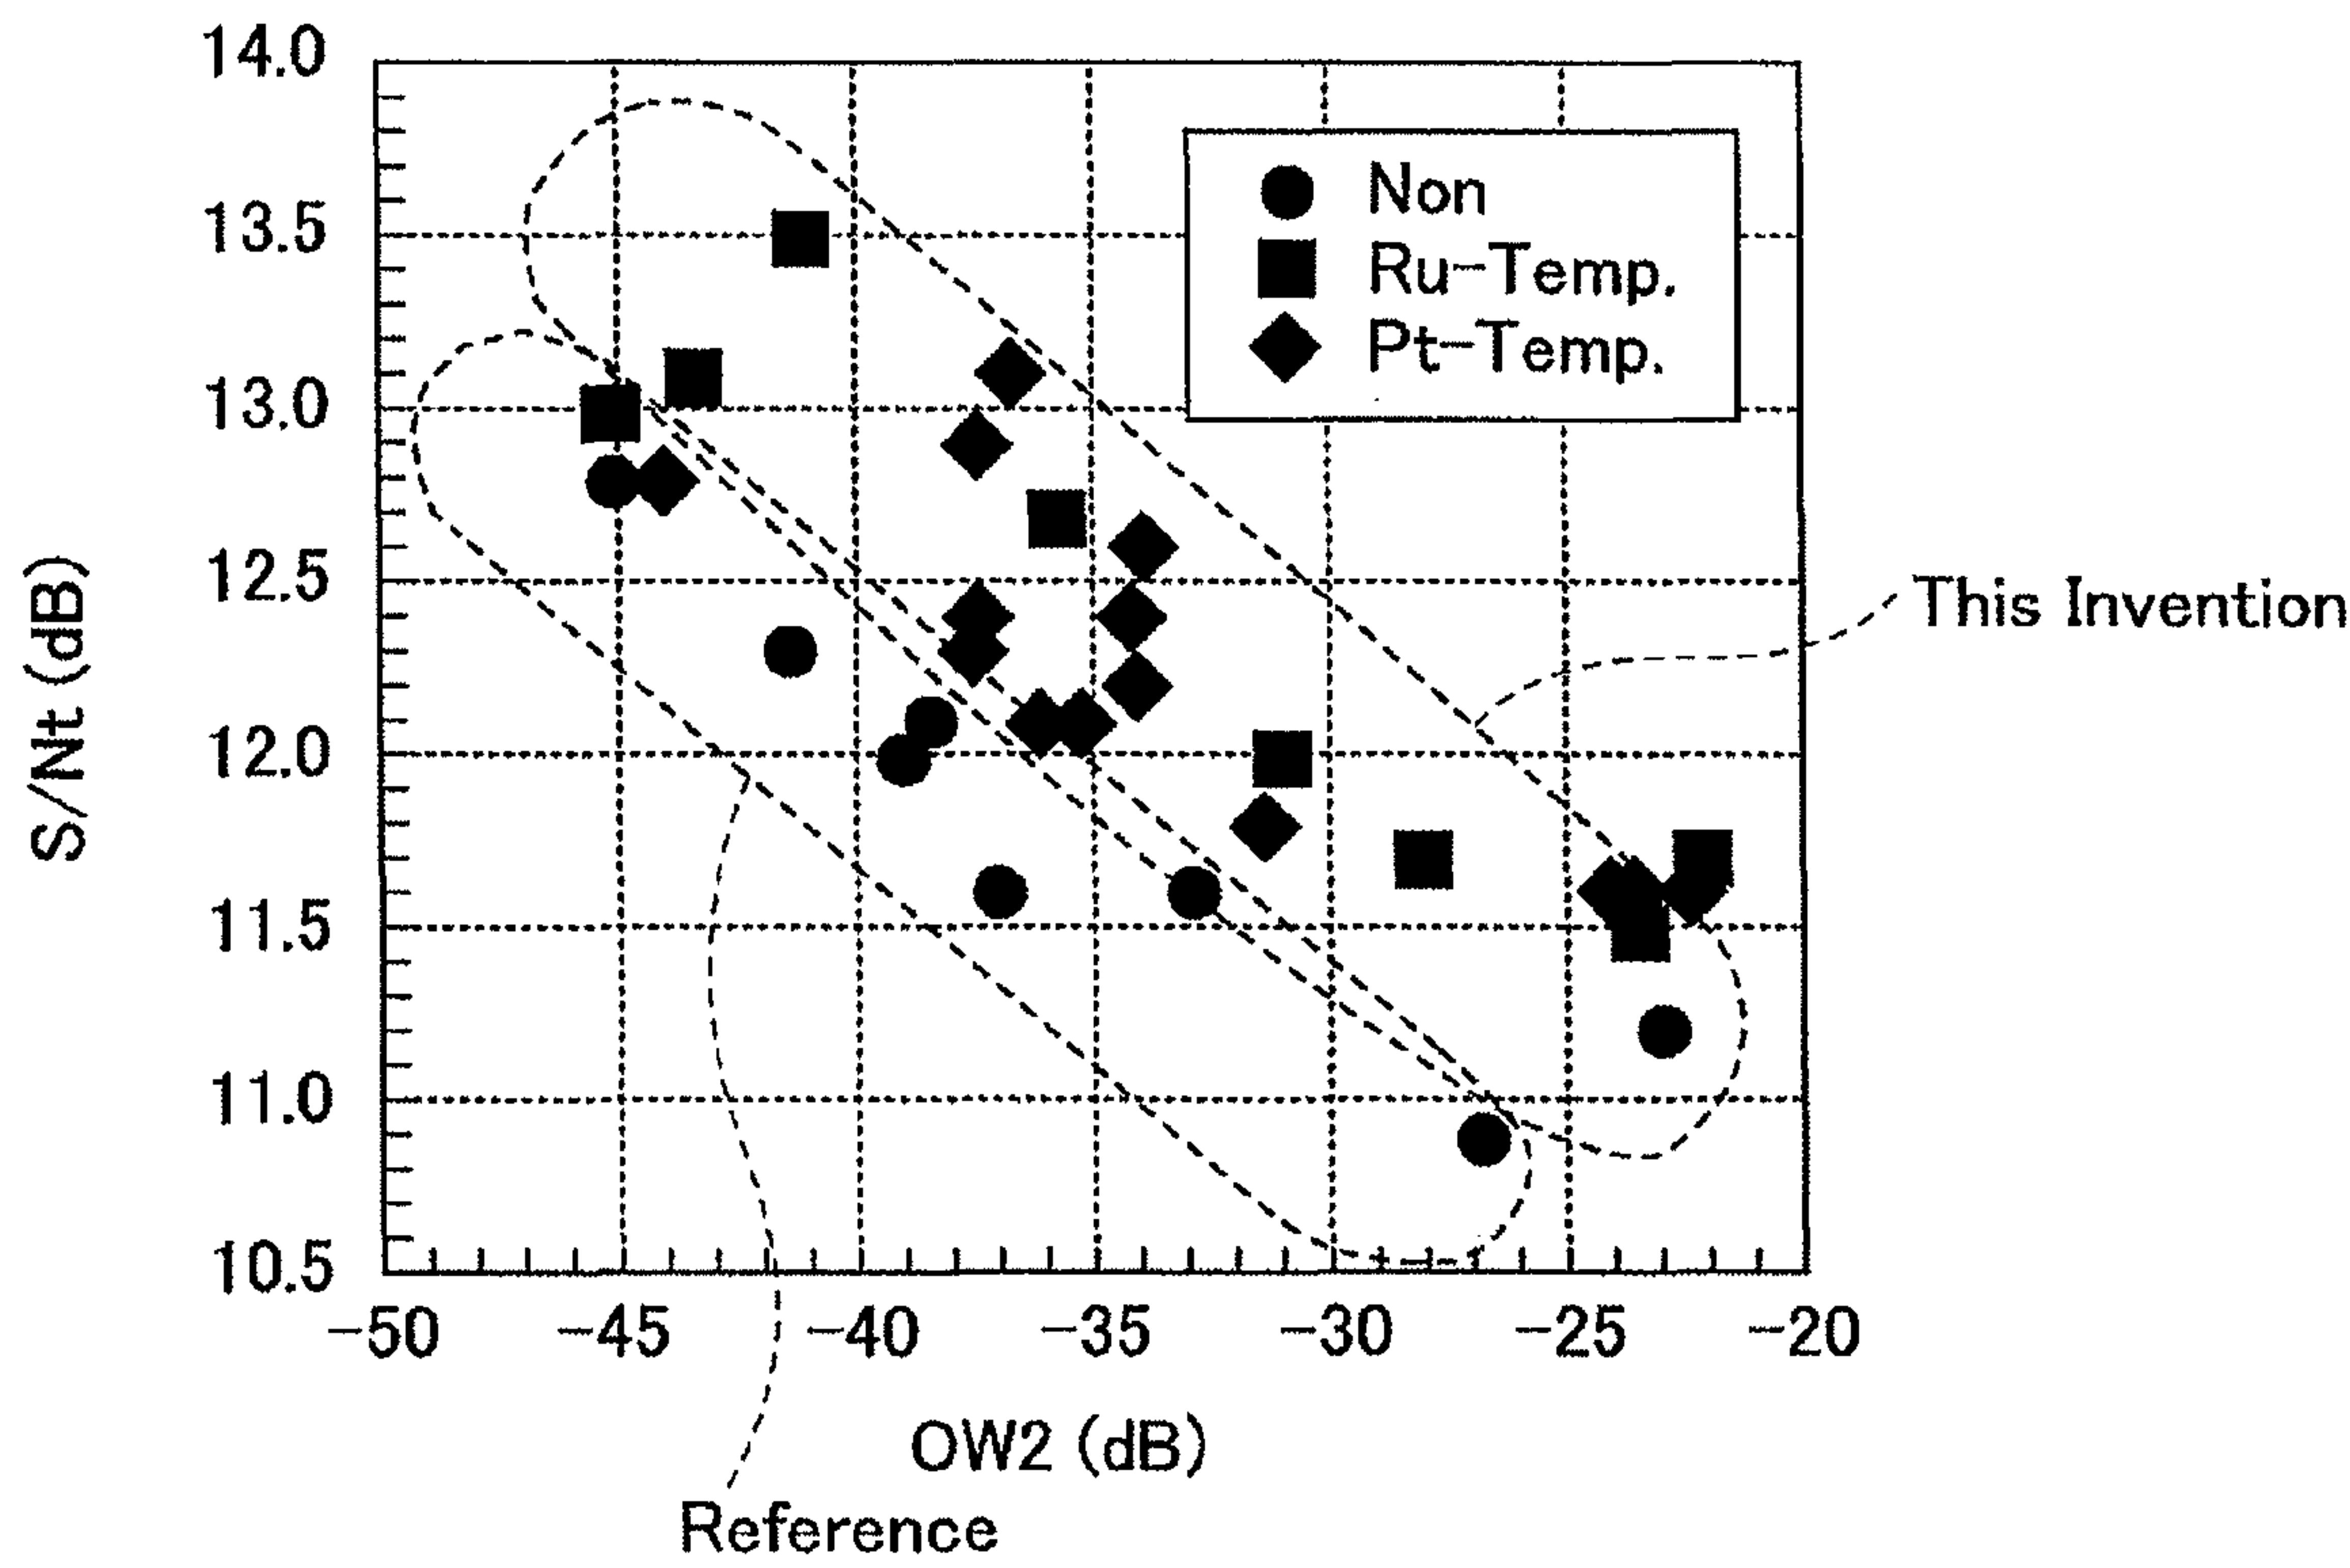 14.0
13.5
13.0
12.5
12.0
11.5
11.0
10.5
S/Nt (dB)
Non
Ru-Temp.
Pt-Temp.
This Invention
-50 -45 -40 -35 -30 -25 -20
OW2 (dB)
Reference